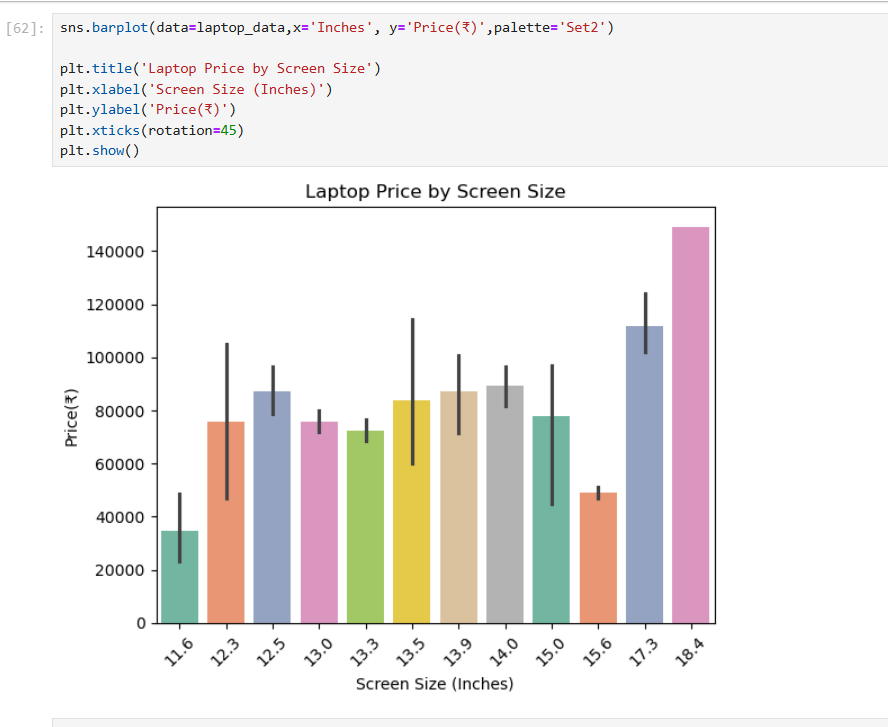 [62]: sns.barplot(data=laptop_data,x='Inches', y='Price(₹)',palette='Set2')
plt.title('Laptop Price by Screen Size')
plt.xlabel('Screen Size (Inches)')
plt.ylabel('Price(₹)')
plt.xticks(rotation=45)
plt.show()
Laptop Price by Screen Size
140000
120000
100000
80000
60000
40000
20000
0
Price(₹)
11.6 12.3 12.5 13.0 13.3 13.5 13.9 14.0 15.0 15.6 17.3 18.4
Screen Size (Inches)